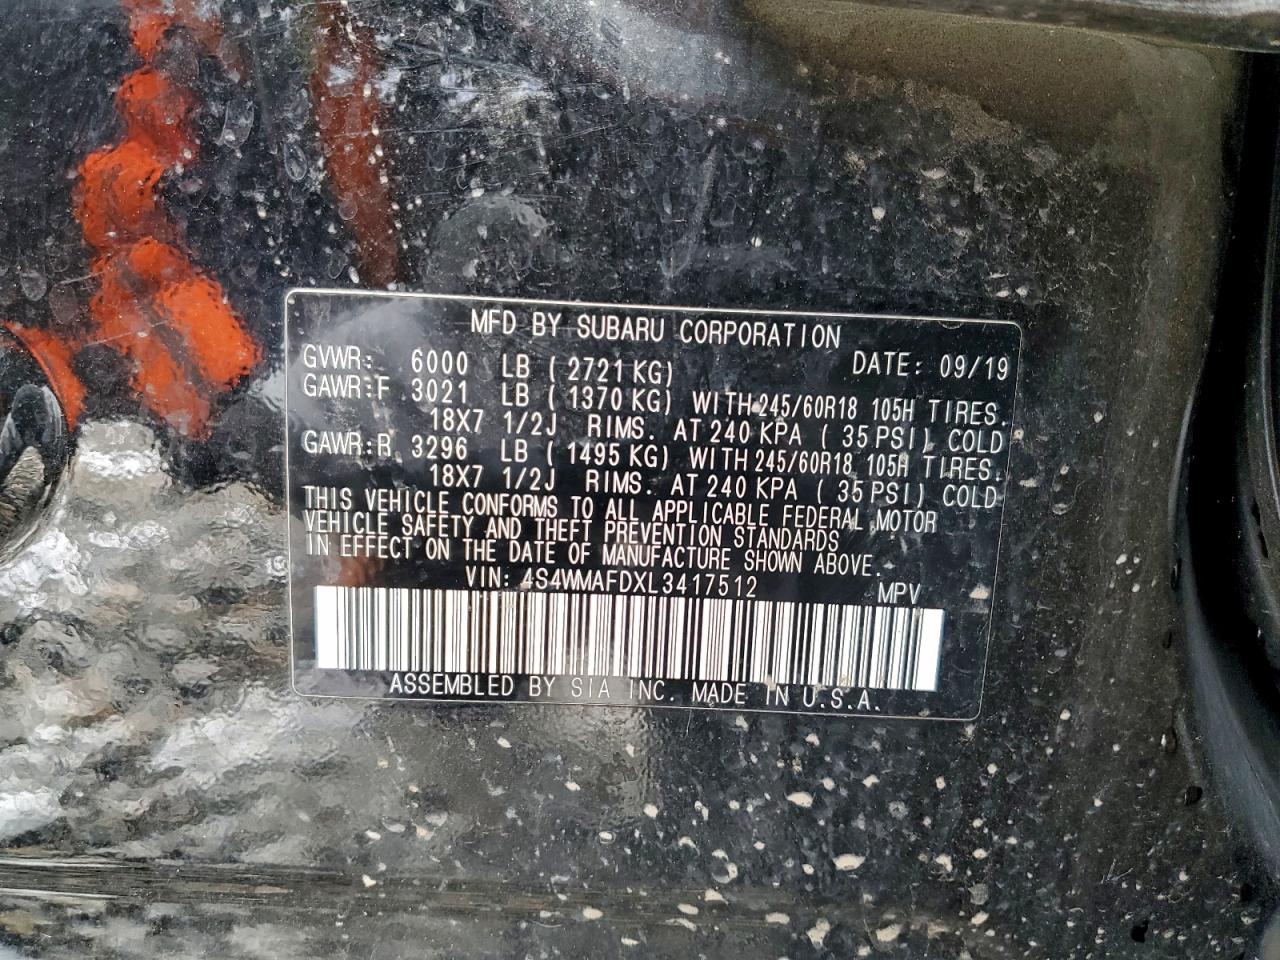 MFD BY SUBARU CORPORATION
GVWR: 6000 LB ( 2721 KG) DATE: 09/19
GAWR:F 3021 LB ( 1370 KG) WITH 245/60R18 105H TIRES.
18X7 1/2J RIMS. AT 240 KPA ( 35 PSI) COLD
GAWR:R 3296 LB ( 1495 KG) WITH 245/60R18 105H TIRES.
18X7 1/2J RIMS. AT 240 KPA ( 35 PSI) COLD
THIS VEHICLE CONFORMS TO ALL APPLICABLE FEDERAL MOTOR
VEHICLE SAFETY AND THEFT PREVENTION STANDARDS
IN EFFECT ON THE DATE OF MANUFACTURE SHOWN ABOVE.
VIN: 4S4WMAFDXL3417512 MPV
ASSEMBLED BY SIA INC. MADE IN U.S.A.